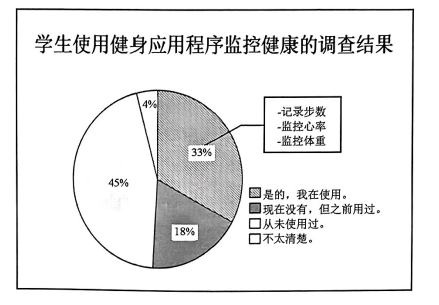 学生使用健身应用程序监控健康的调查结果
4%
-记录步数
-监控心率
-监控体重
33%
45%
18%
是的，我在使用。
现在没有，但之前用过。
从未使用过。
不太清楚。